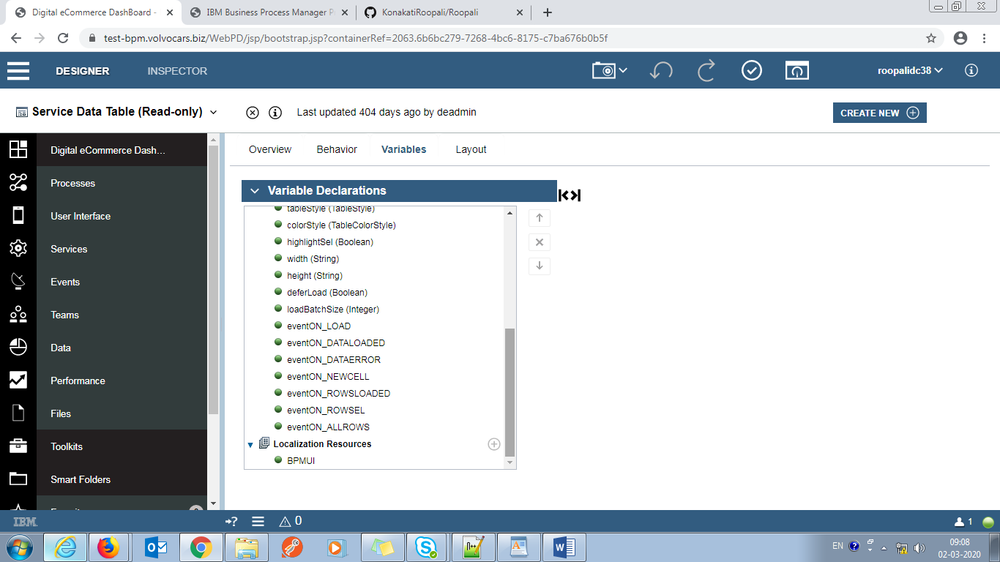 Digital eCommerce DashBoard -
IBM Business Process Manager P
KonakatiRoopali/Roopali
test-bpm.volvocars.biz/WebPD/jsp/bootstrap.jsp?containerRef=2063.6b6bc279-7268-4bc6-8175-c7ba676b0b5f
DESIGNER INSPECTOR roopalidc38
Service Data Table (Read-only) Last updated 404 days ago by deadmin CREATE NEW
Digital eCommerce Dash...
Processes
User Interface
Services
Events
Teams
Data
Performance
Files
Toolkits
Smart Folders
Overview Behavior Variables Layout
Variable Declarations
tableStyle (TableStyle)
colorStyle (TableColorStyle)
highlightSel (Boolean)
width (String)
height (String)
deferLoad (Boolean)
loadBatchSize (Integer)
eventON_LOAD
eventON_DATALOADED
eventON_DATAERROR
eventON_NEWCELL
eventON_ROWSLOADED
eventON_ROWSEL
eventON_ALLROWS
Localization Resources
BPMUI
IBM 0 1
EN 09:08
02-03-2020